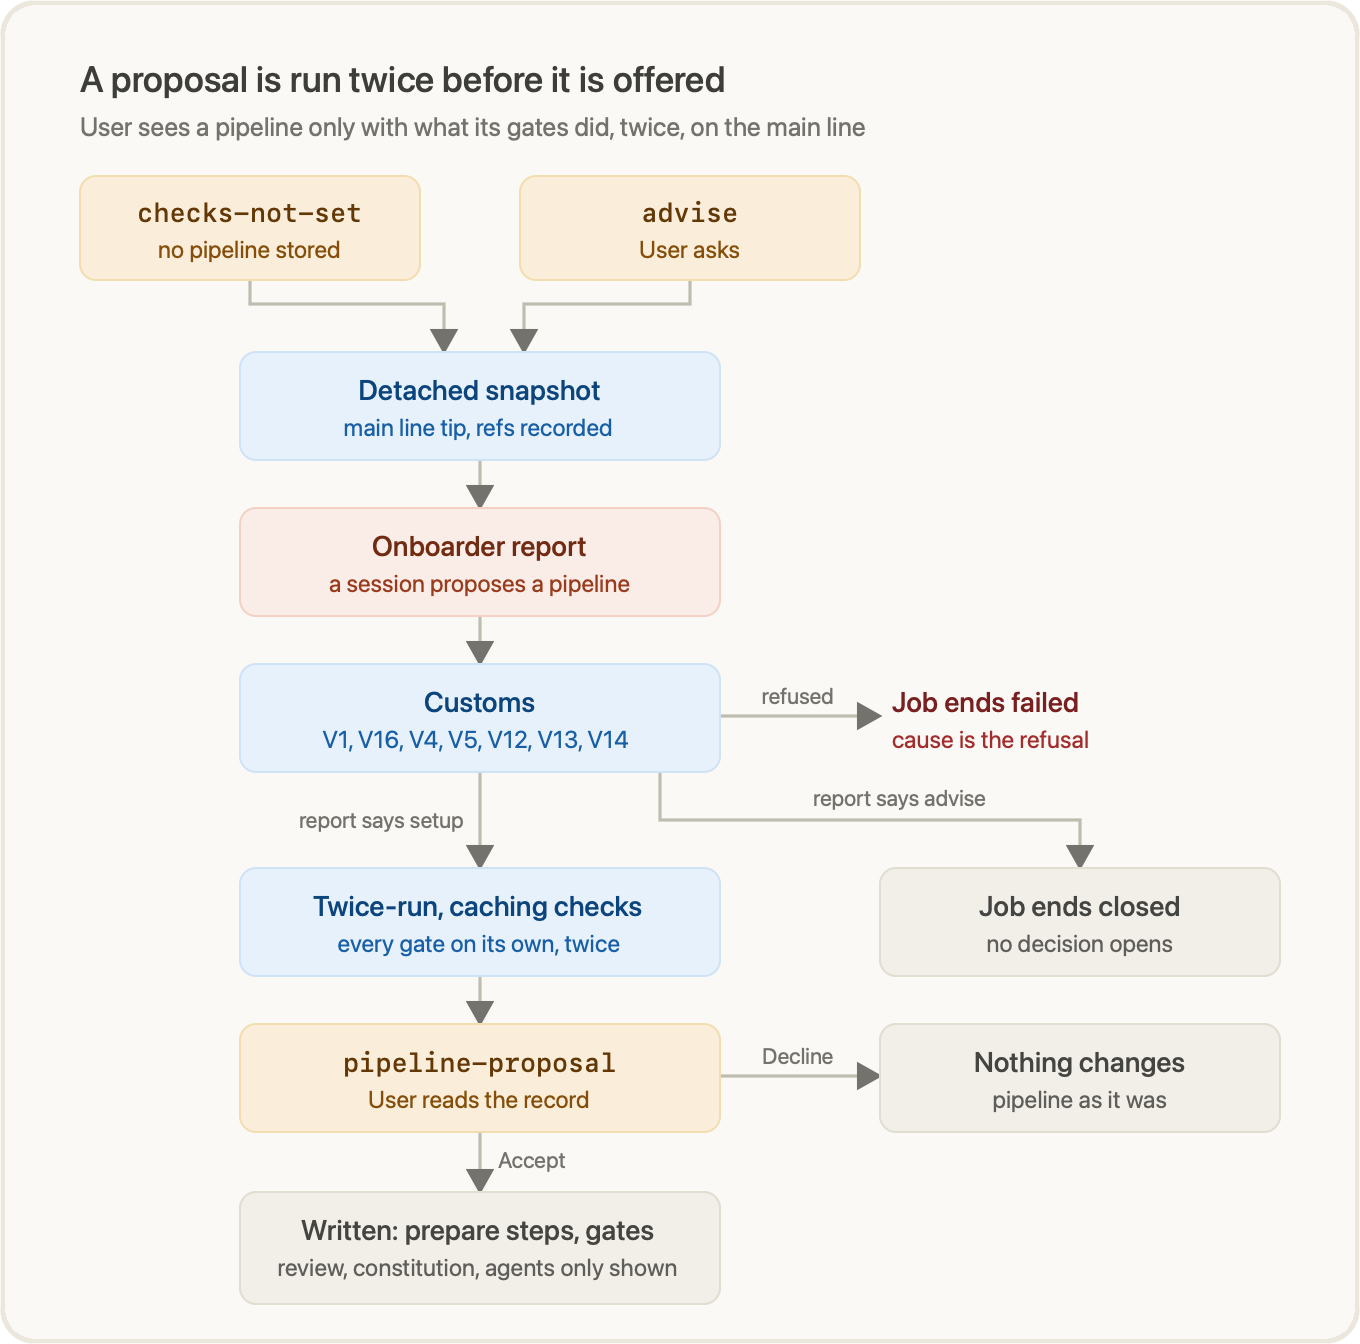 A proposal is run twice before it is offered
User sees a pipeline only with what its gates did, twice, on the main line
checks-not-set
no pipeline stored
advise
User asks
Detached snapshot
main line tip, refs recorded
Onboarder report
a session proposes a pipeline
Customs
V1, V16, V4, V5, V12, V13, V14
refused
Job ends failed
cause is the refusal
report says setup
report says advise
Twice-run, caching checks
every gate on its own, twice
Job ends closed
no decision opens
pipeline-proposal
User reads the record
Decline
Nothing changes
pipeline as it was
Accept
Written: prepare steps, gates
review, constitution, agents only shown